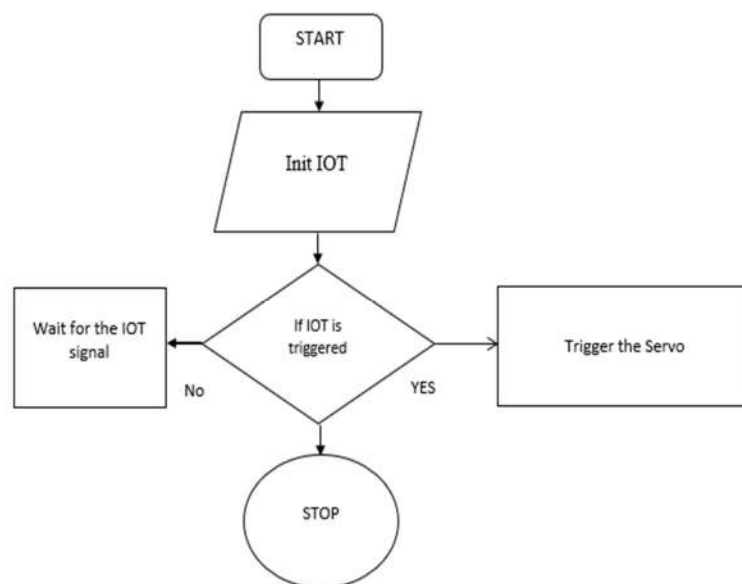 START
Init IOT
Wait for the IOT
signal
If IOT is
triggered
Trigger the Servo
No
YES
STOP